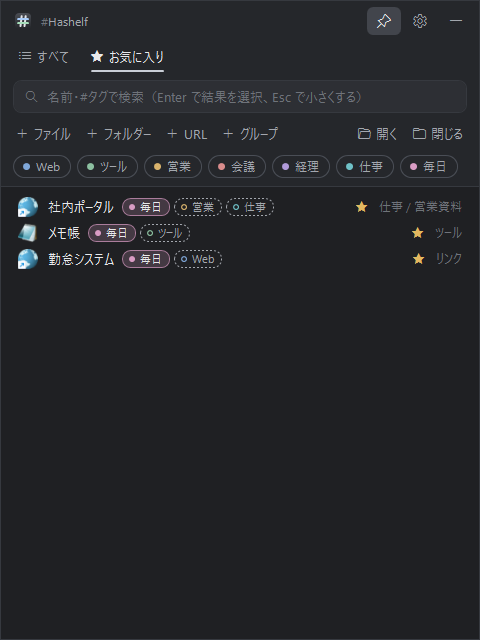 #Hashelf
すべて お気に入り
名前・#タグで検索（Enter で結果を選択、Esc で小さくする）
＋ ファイル ＋ フォルダー ＋ URL ＋ グループ 開く 閉じる
Web ツール 営業 会議 経理 仕事 毎日
社内ポータル 毎日 営業 仕事 仕事 / 営業資料
メモ帳 毎日 ツール ツール
勤怠システム 毎日 Web リンク